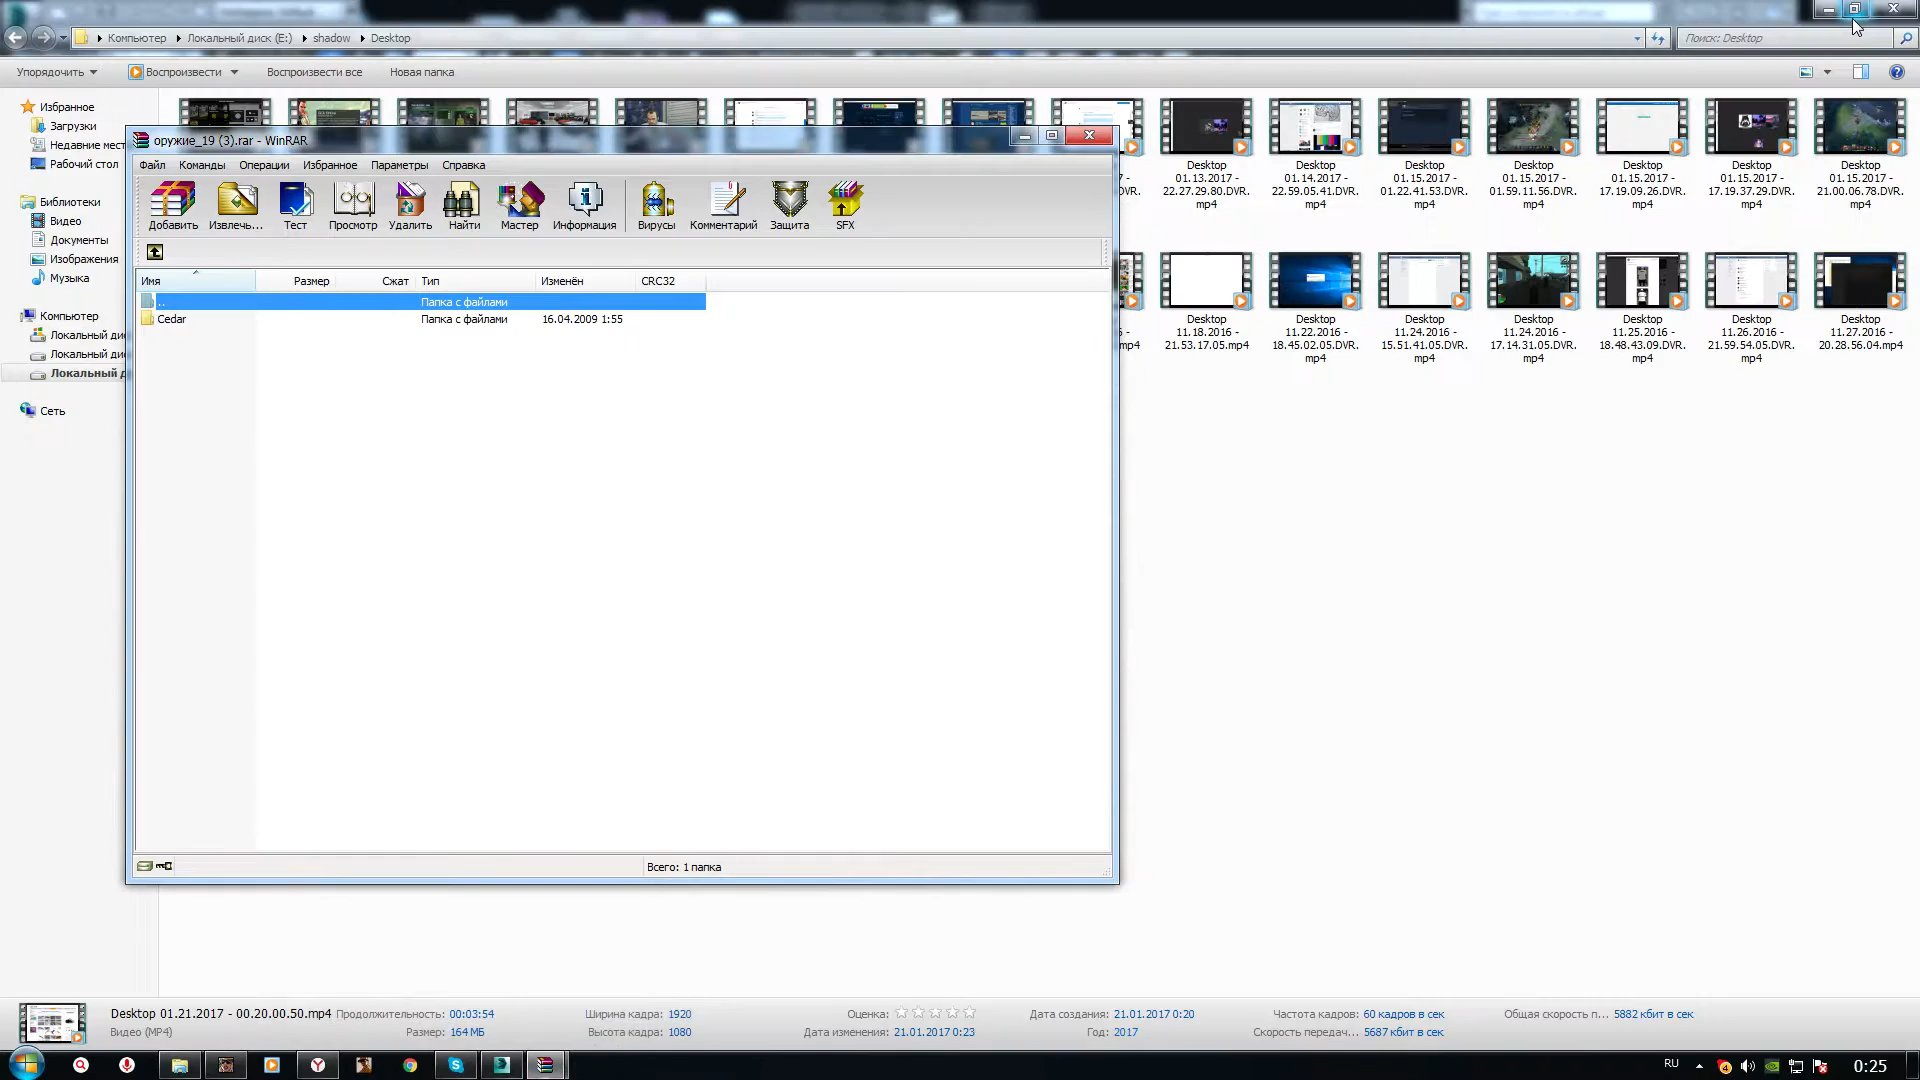 Компьютер
Локальный диск (E:)
shadow
Desktop
Поиск: Desktop
Упорядочить
Воспроизвести
Воспроизвести все
Новая папка
Избранное
Загрузки
Недавние мест
Рабочий стол
Библиотеки
Видео
Документы
Изображения
Музыка
Компьютер
Локальный дис
Локальный дис
Локальный д
Сеть
оружие_19 (3).rar - WinRAR
Файл Команды Операции Избранное Параметры Справка
Добавить Извлечь... Тест Просмотр Удалить Найти Мастер Информация Вирусы Комментарий Защита SFX
Имя Размер Сжат Тип Изменён CRC32
.. Папка с файлами
Cedar Папка с файлами 16.04.2009 1:55
Всего: 1 папка
Desktop
01.13.2017 -
22.27.29.80.DVR.
mp4
Desktop
01.14.2017 -
22.59.05.41.DVR.
mp4
Desktop
01.15.2017 -
01.22.41.53.DVR.
mp4
Desktop
01.15.2017 -
01.59.11.56.DVR.
mp4
Desktop
01.15.2017 -
17.19.09.26.DVR.
mp4
Desktop
01.15.2017 -
17.19.37.29.DVR.
mp4
Desktop
01.15.2017 -
21.00.06.78.DVR.
mp4
Desktop
11.18.2016 -
21.53.17.05.mp4
Desktop
11.22.2016 -
18.45.02.05.DVR.
mp4
Desktop
11.24.2016 -
15.51.41.05.DVR.
mp4
Desktop
11.24.2016 -
17.14.31.05.DVR.
mp4
Desktop
11.25.2016 -
18.48.43.09.DVR.
mp4
Desktop
11.26.2016 -
21.59.54.05.DVR.
mp4
Desktop
11.27.2016 -
20.28.56.04.mp4
Desktop 01.21.2017 - 00.20.00.50.mp4 Продолжительность: 00:03:54 Ширина кадра: 1920 Оценка: Дата создания: 21.01.2017 0:20 Частота кадров: 60 кадров в сек Общая скорость п... 5882 кбит в сек
Видео (MP4) Размер: 164 МБ Высота кадра: 1080 Дата изменения: 21.01.2017 0:23 Год: 2017 Скорость передач... 5687 кбит в сек
RU
0:25